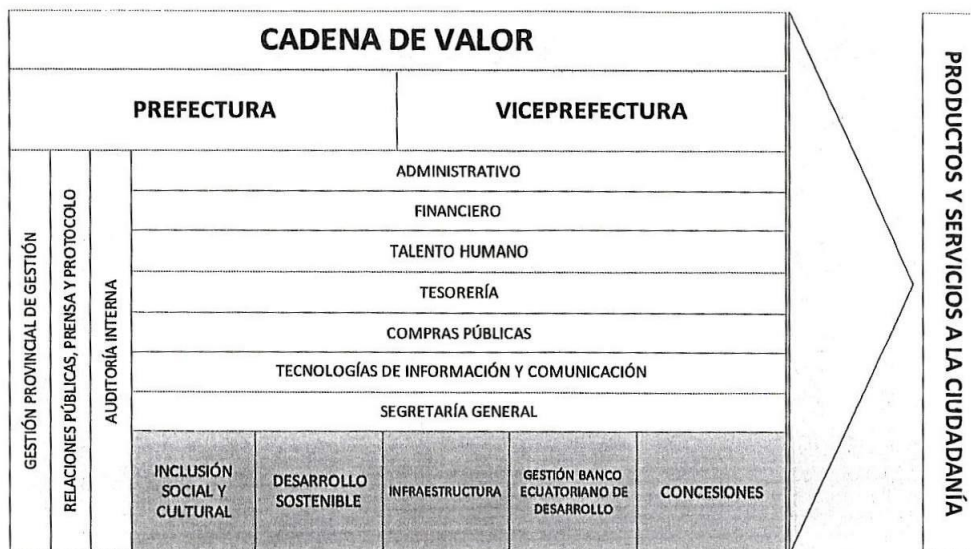 CADENA DE VALOR
PREFECTURA
VICEPREFECTURA
GESTIÓN PROVINCIAL DE GESTIÓN
RELACIONES PÚBLICAS, PRENSA Y PROTOCOLO
AUDITORÍA INTERNA
ADMINISTRATIVO
FINANCIERO
TALENTO HUMANO
TESORERÍA
COMPRAS PÚBLICAS
TECNOLOGÍAS DE INFORMACIÓN Y COMUNICACIÓN
SEGRETARÍA GENERAL
INCLUSIÓN
SOCIAL Y
CULTURAL
DESARROLLO
SOSTENIBLE
INFRAESTRUCTURA
GESTIÓN BANCO
ECUATORIANO DE
DESARROLLO
CONCESIONES
PRODUCTOS Y SERVICIOS A LA CIUDADANÍA